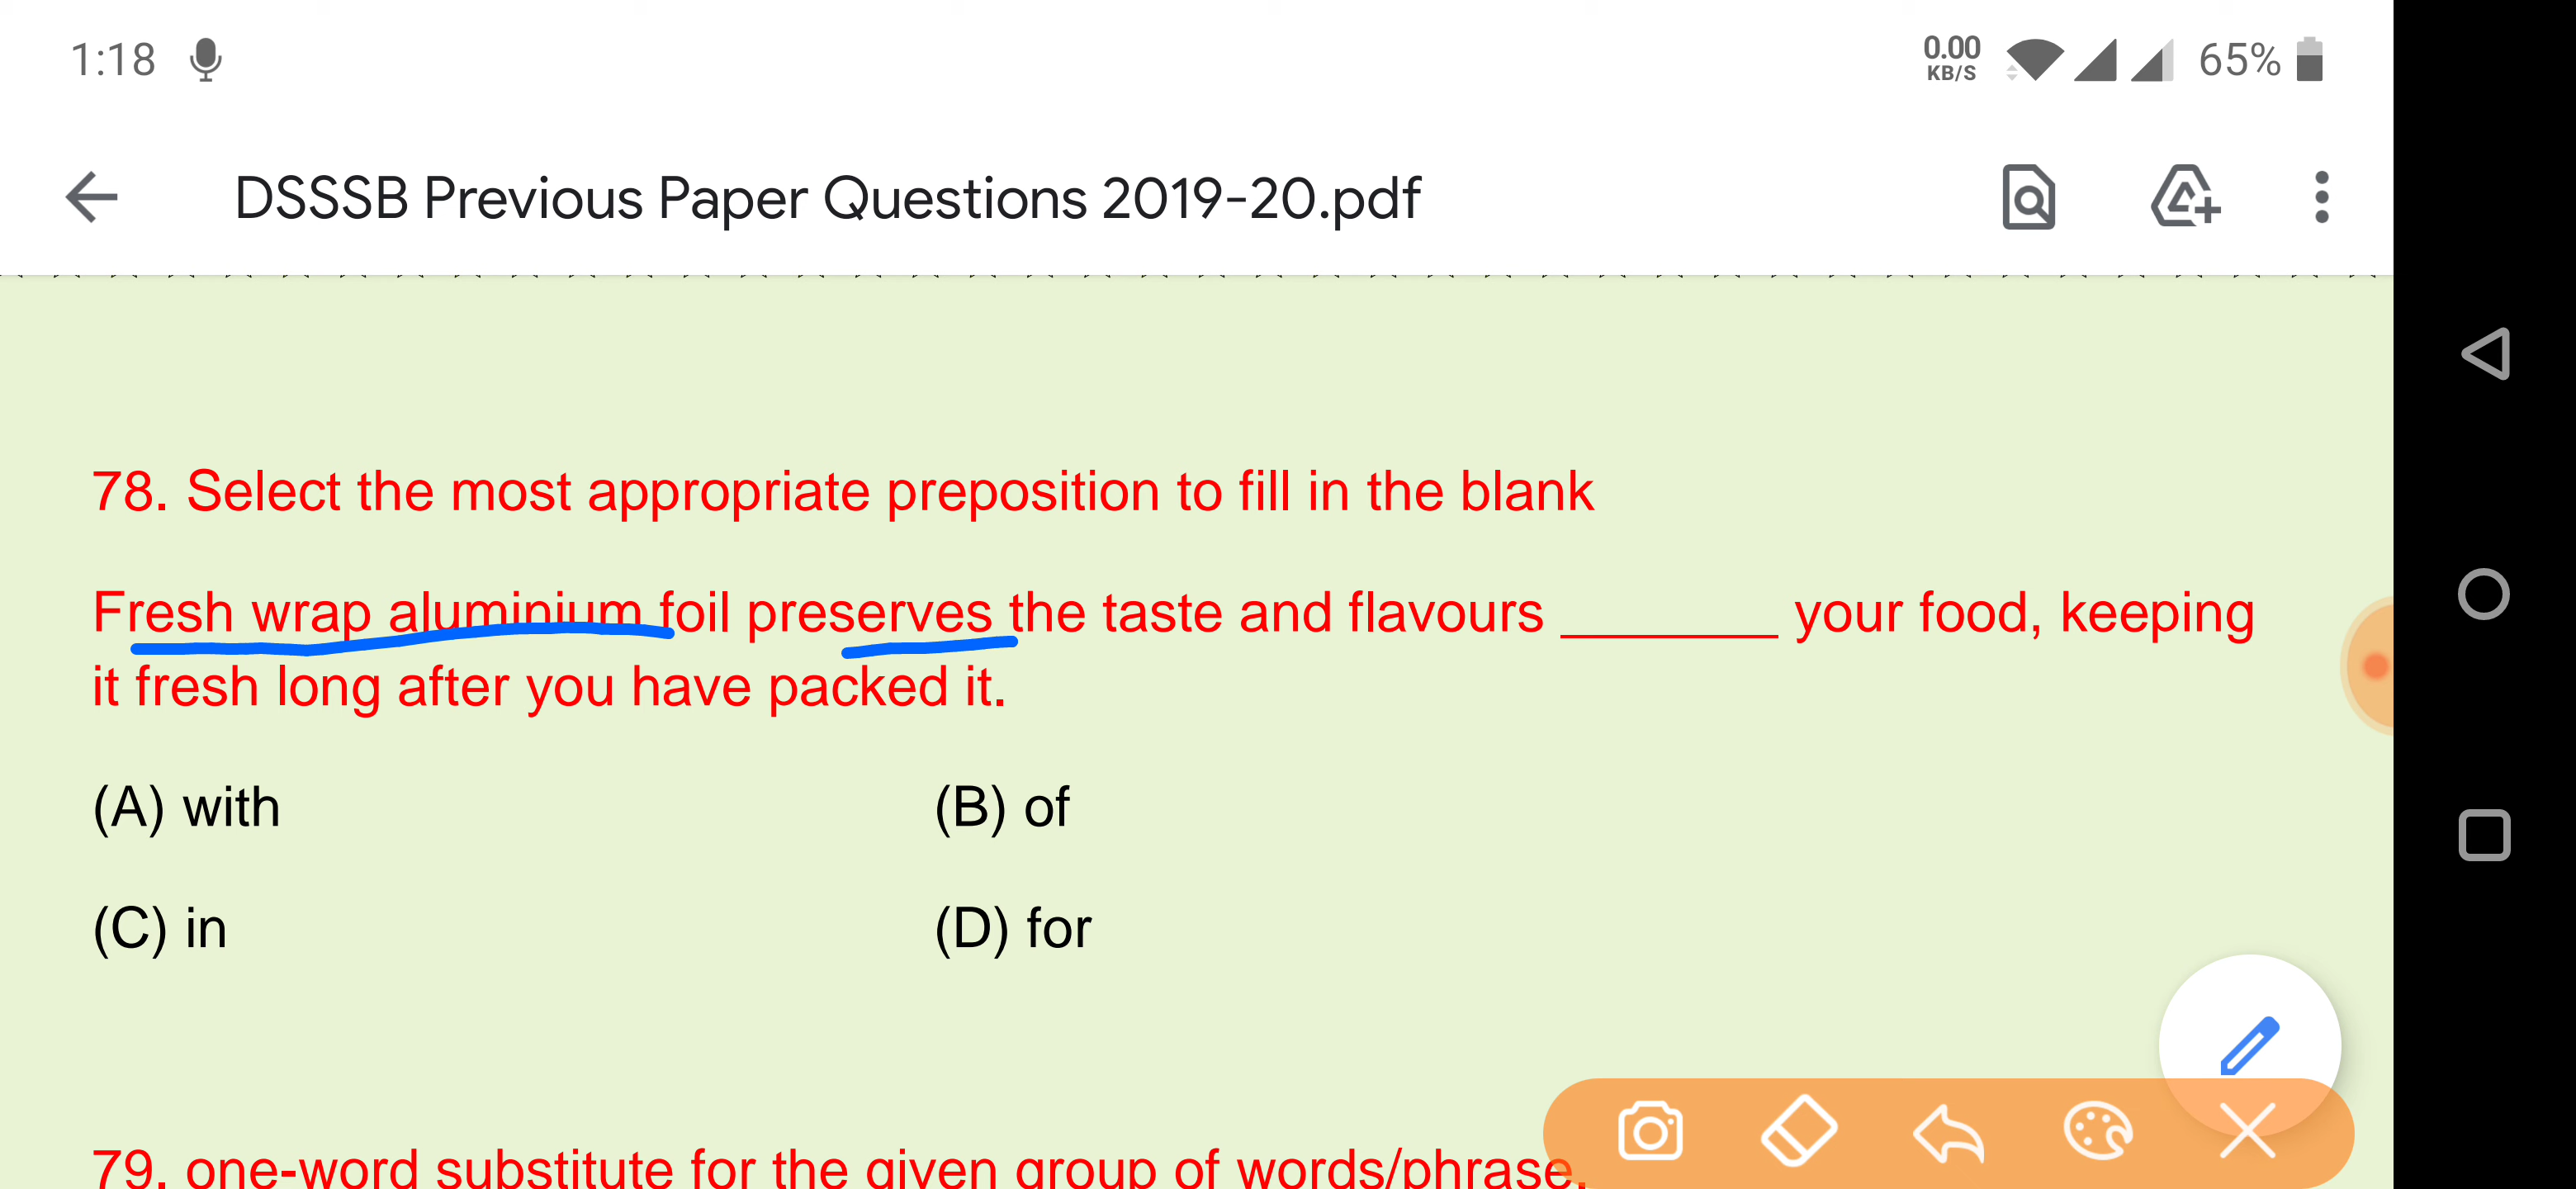 1:18 0.00 KB/S 65%
DSSSB Previous Paper Questions 2019-20.pdf
78. Select the most appropriate preposition to fill in the blank
Fresh wrap aluminium foil preserves the taste and flavours ________ your food, keeping
it fresh long after you have packed it.
(A) with (B) of
(C) in (D) for
79. one-word substitute for the given group of words/phrase.